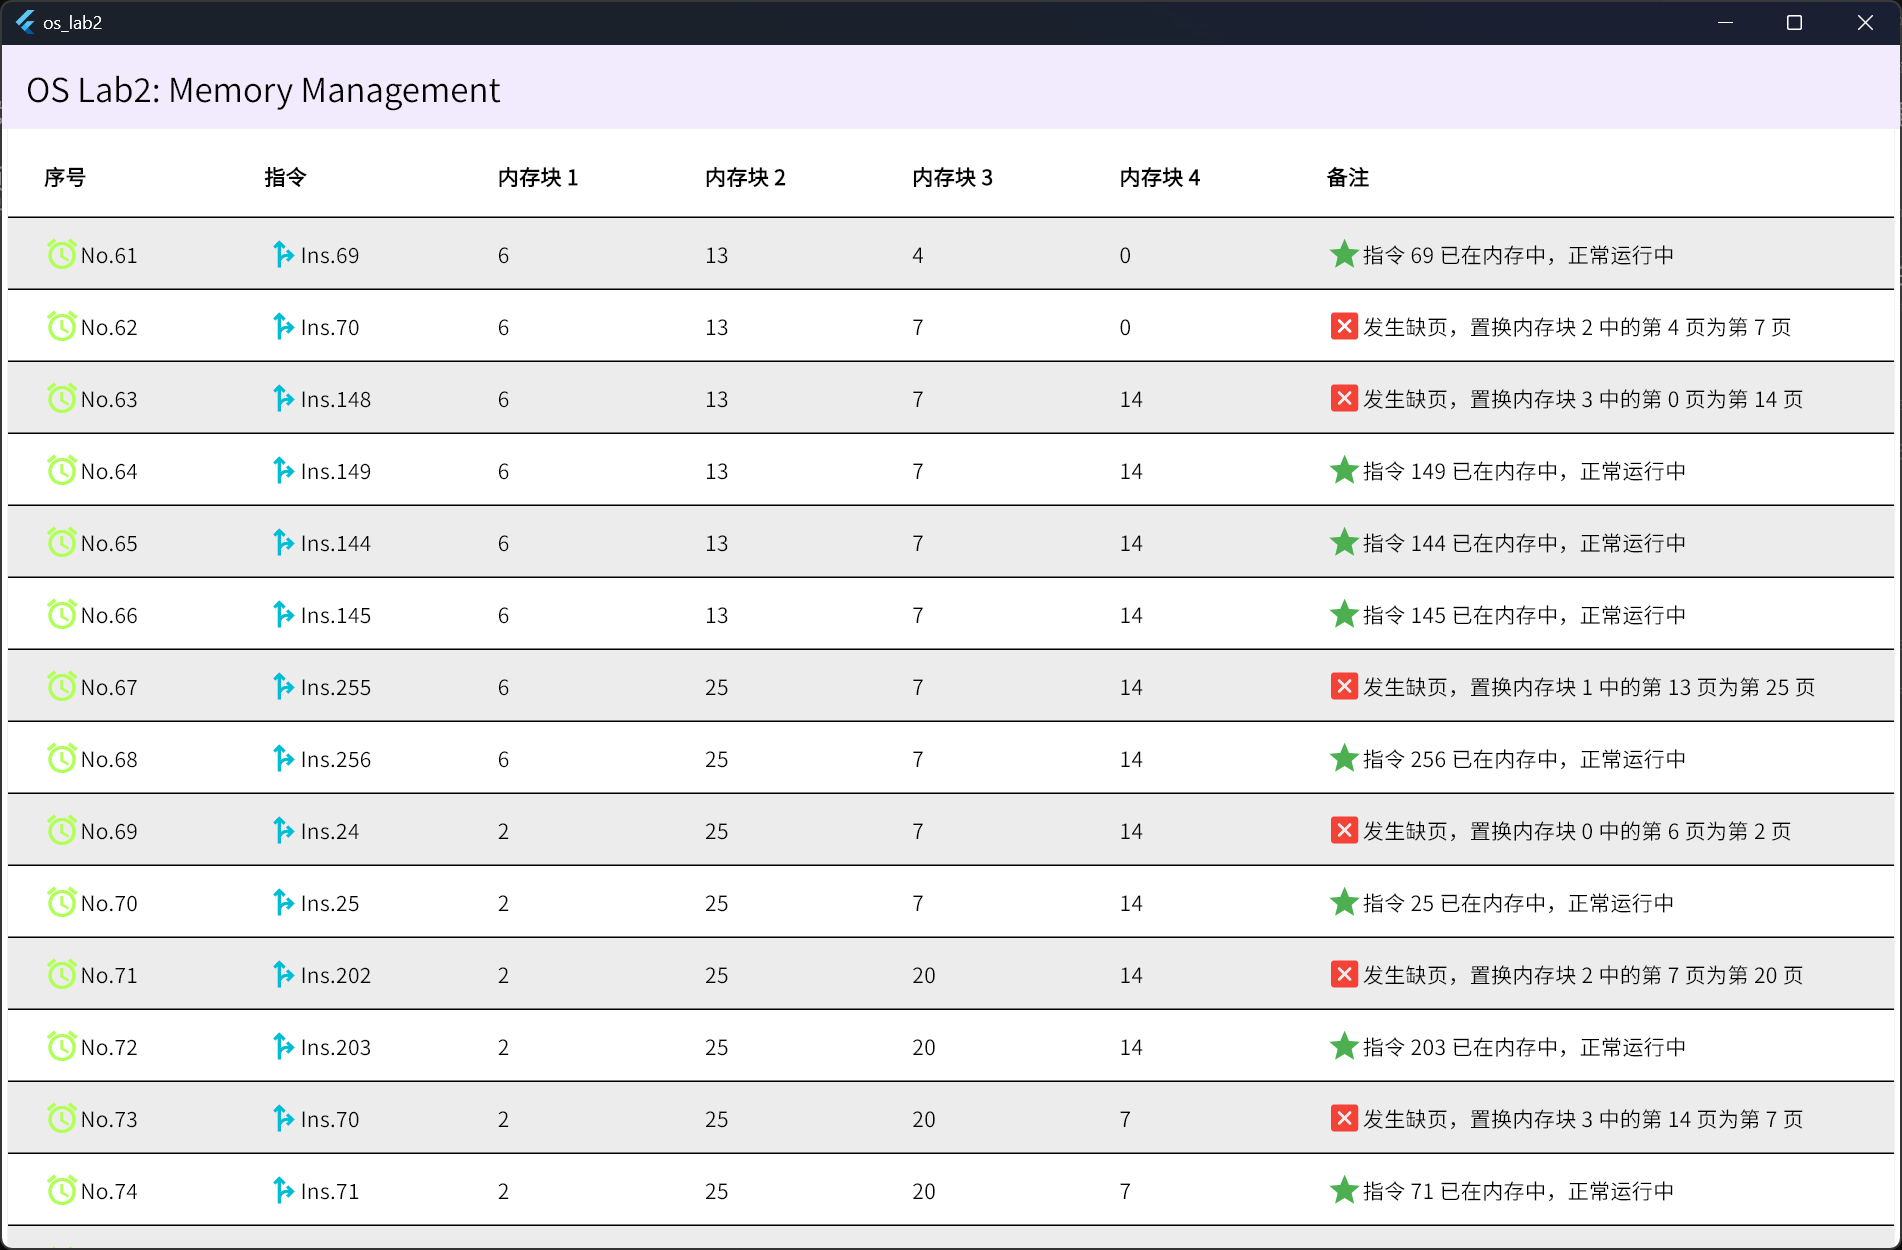 os_lab2
OS Lab2: Memory Management
序号 指令 内存块 1 内存块 2 内存块 3 内存块 4 备注
No.61 Ins.69 6 13 4 0 指令 69 已在内存中，正常运行中
No.62 Ins.70 6 13 7 0 发生缺页，置换内存块 2 中的第 4 页为第 7 页
No.63 Ins.148 6 13 7 14 发生缺页，置换内存块 3 中的第 0 页为第 14 页
No.64 Ins.149 6 13 7 14 指令 149 已在内存中，正常运行中
No.65 Ins.144 6 13 7 14 指令 144 已在内存中，正常运行中
No.66 Ins.145 6 13 7 14 指令 145 已在内存中，正常运行中
No.67 Ins.255 6 25 7 14 发生缺页，置换内存块 1 中的第 13 页为第 25 页
No.68 Ins.256 6 25 7 14 指令 256 已在内存中，正常运行中
No.69 Ins.24 2 25 7 14 发生缺页，置换内存块 0 中的第 6 页为第 2 页
No.70 Ins.25 2 25 7 14 指令 25 已在内存中，正常运行中
No.71 Ins.202 2 25 20 14 发生缺页，置换内存块 2 中的第 7 页为第 20 页
No.72 Ins.203 2 25 20 14 指令 203 已在内存中，正常运行中
No.73 Ins.70 2 25 20 7 发生缺页，置换内存块 3 中的第 14 页为第 7 页
No.74 Ins.71 2 25 20 7 指令 71 已在内存中，正常运行中